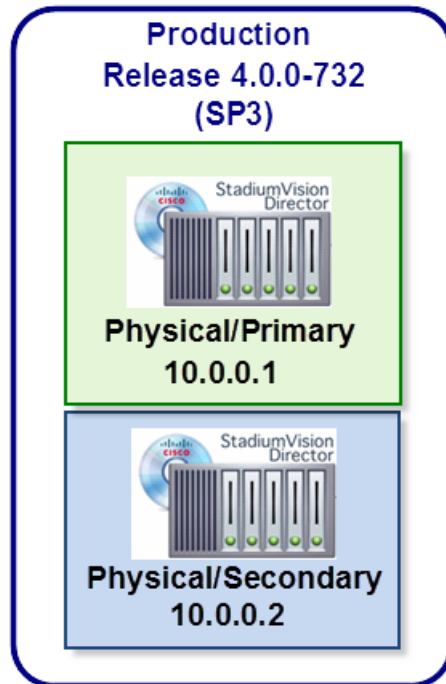 Production
Release 4.0.0-732
(SP3)
StadiumVision
Director
CISCO
Physical/Primary
10.0.0.1
StadiumVision
Director
CISCO
Physical/Secondary
10.0.0.2